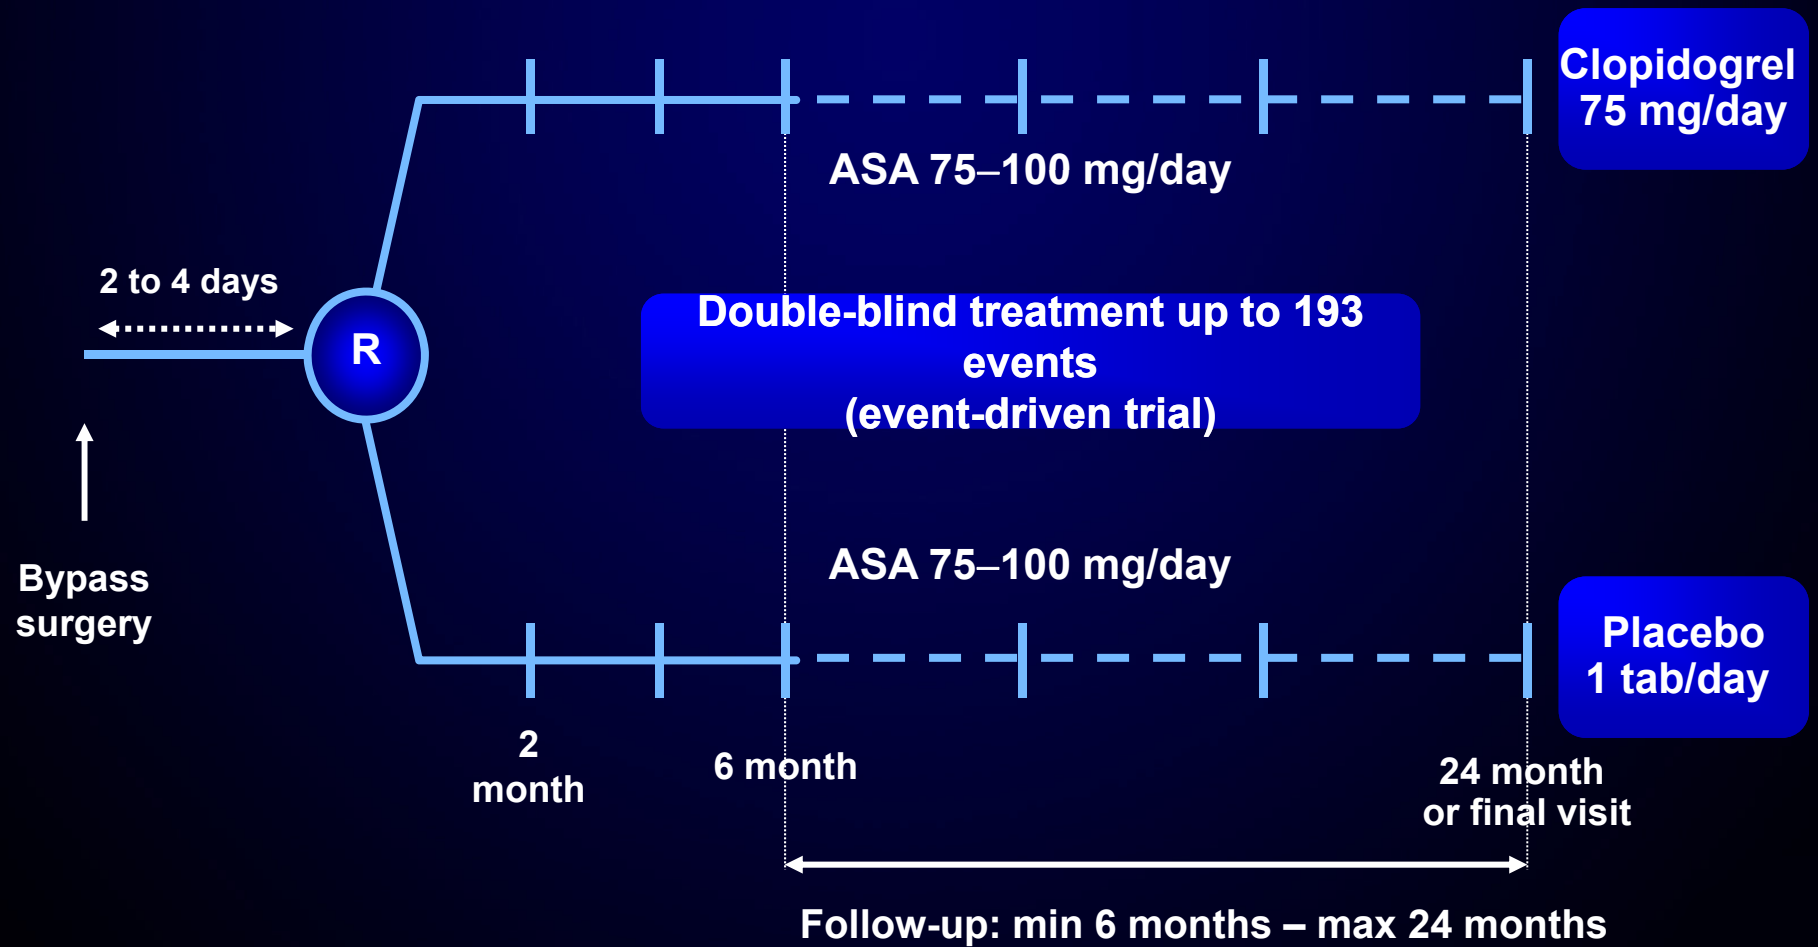 Clopidogrel
75 mg/day
ASA 75–100 mg/day
2 to 4 days
R
Double-blind treatment up to 193
events
(event-driven trial)
Bypass
surgery
ASA 75–100 mg/day
Placebo
1 tab/day
2
month
6 month
24 month
or final visit
Follow-up: min 6 months – max 24 months